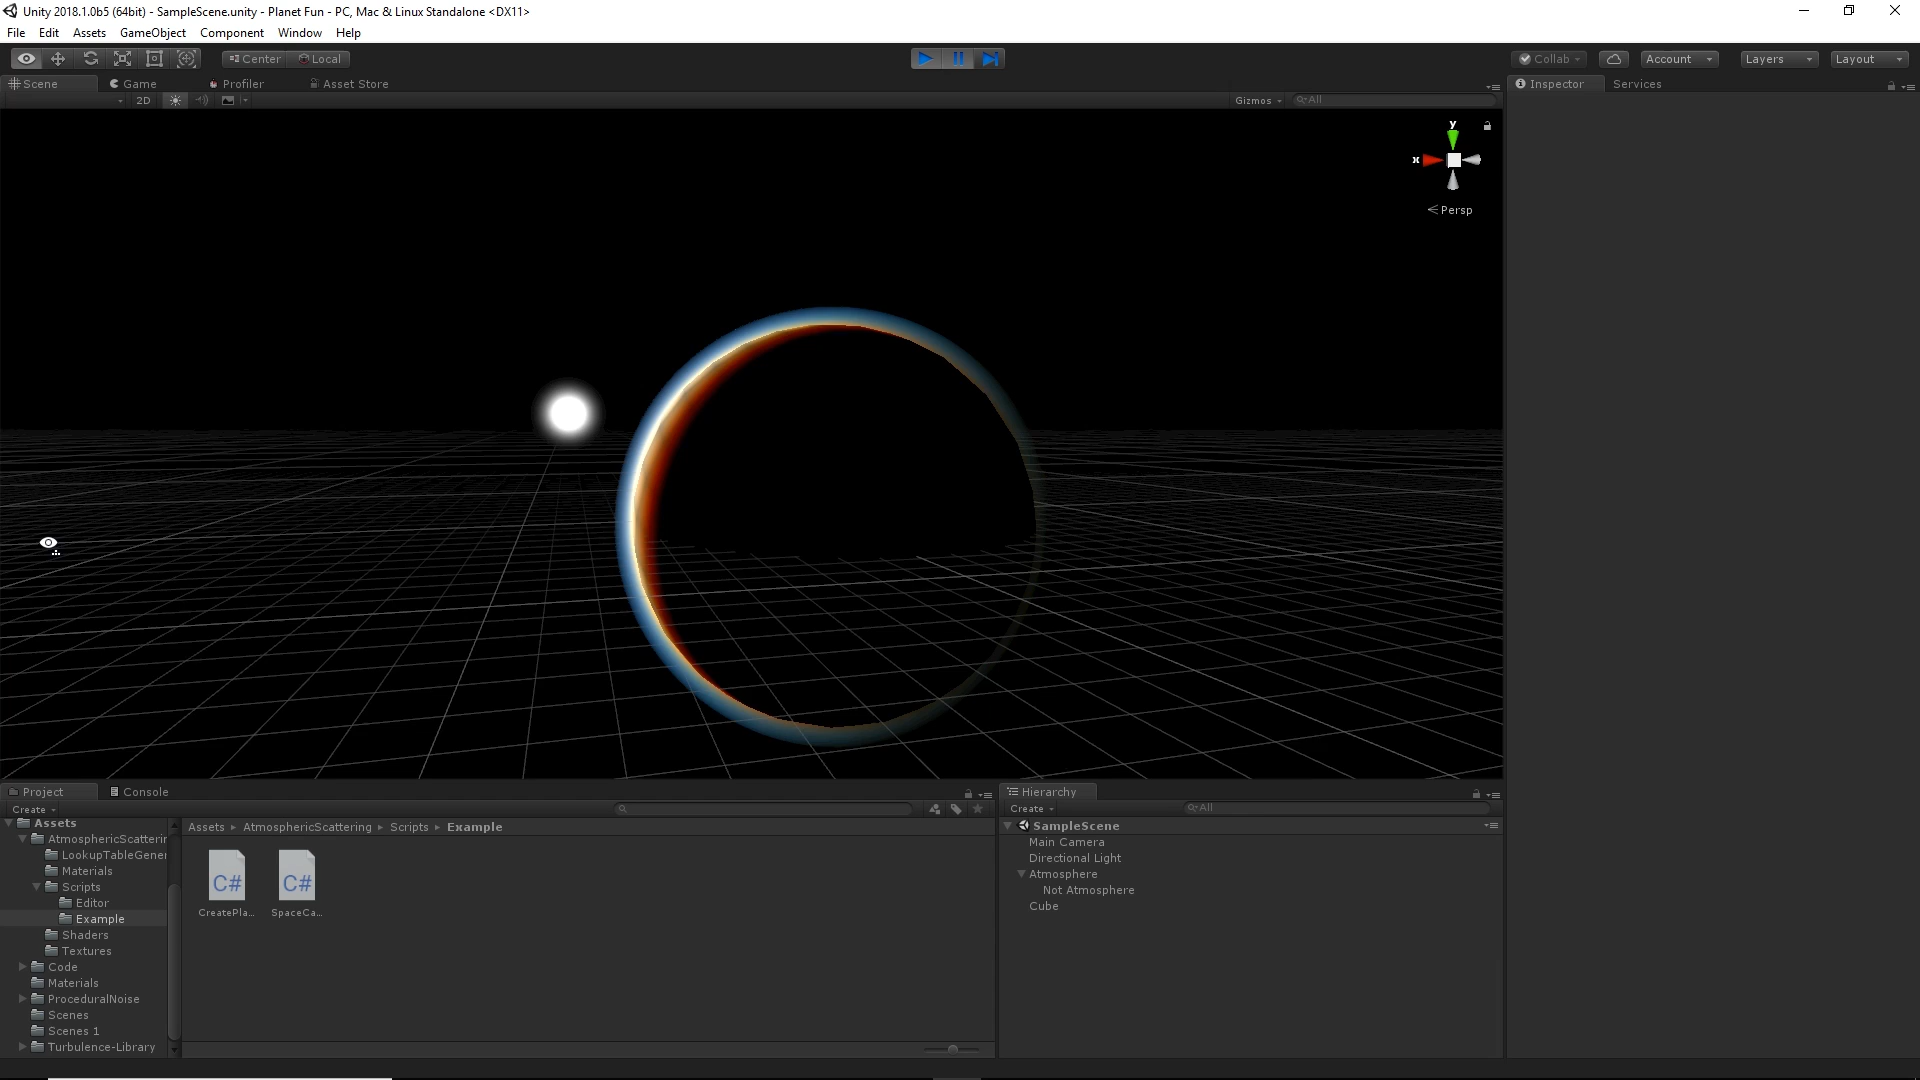 Unity 2018.1.0b5 (64bit) - SampleScene.unity - Planet Fun - PC, Mac & Linux Standalone <DX11>
File Edit Assets GameObject Component Window Help
Center Local Collab Account Layers Layout
Scene Game Profiler Asset Store Inspector Services
2D Gizmos All
y
x
Persp
Project Console Hierarchy
Create Create All
Assets
AtmosphericScatterin
LookupTableGener
Materials
Scripts
Editor
Example
Shaders
Textures
Code
Materials
ProceduralNoise
Scenes
Scenes 1
Turbulence-Library
Assets AtmosphericScattering Scripts Example
C# C#
CreatePla... SpaceCa...
SampleScene
Main Camera
Directional Light
Atmosphere
Not Atmosphere
Cube